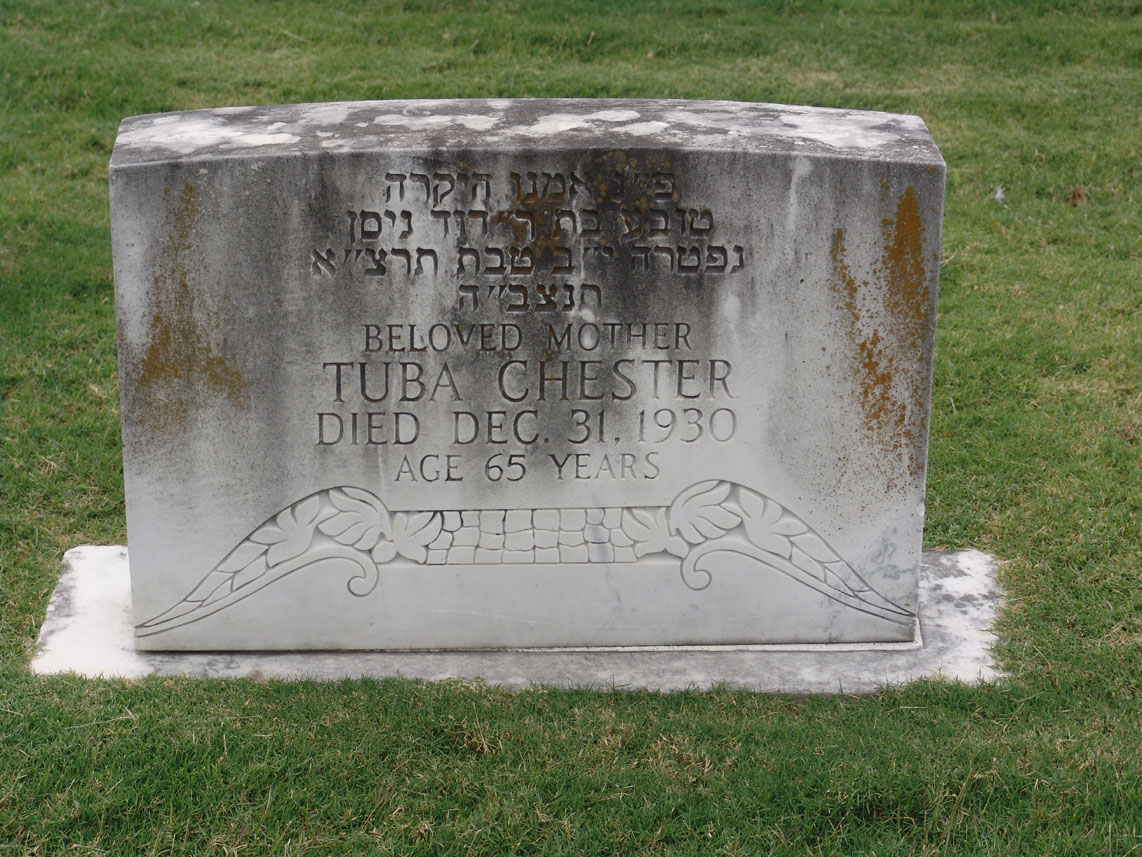 פ״נ אמנו היקרה
טובע בת ר׳ דוד ניסן
נפטרה י״ב טבת תרצ״א
תנצב״ה
BELOVED MOTHER
TUBA CHESTER
DIED DEC. 31, 1930
AGE 65 YEARS